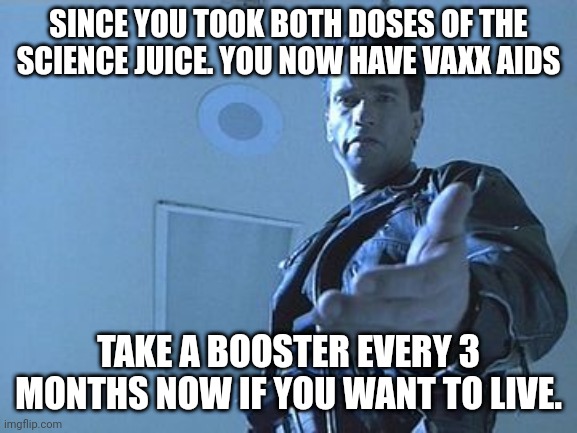 SINCE YOU TOOK BOTH DOSES OF THE
SCIENCE JUICE. YOU NOW HAVE VAXX AIDS
TAKE A BOOSTER EVERY 3
MONTHS NOW IF YOU WANT TO LIVE.
imgflip.com